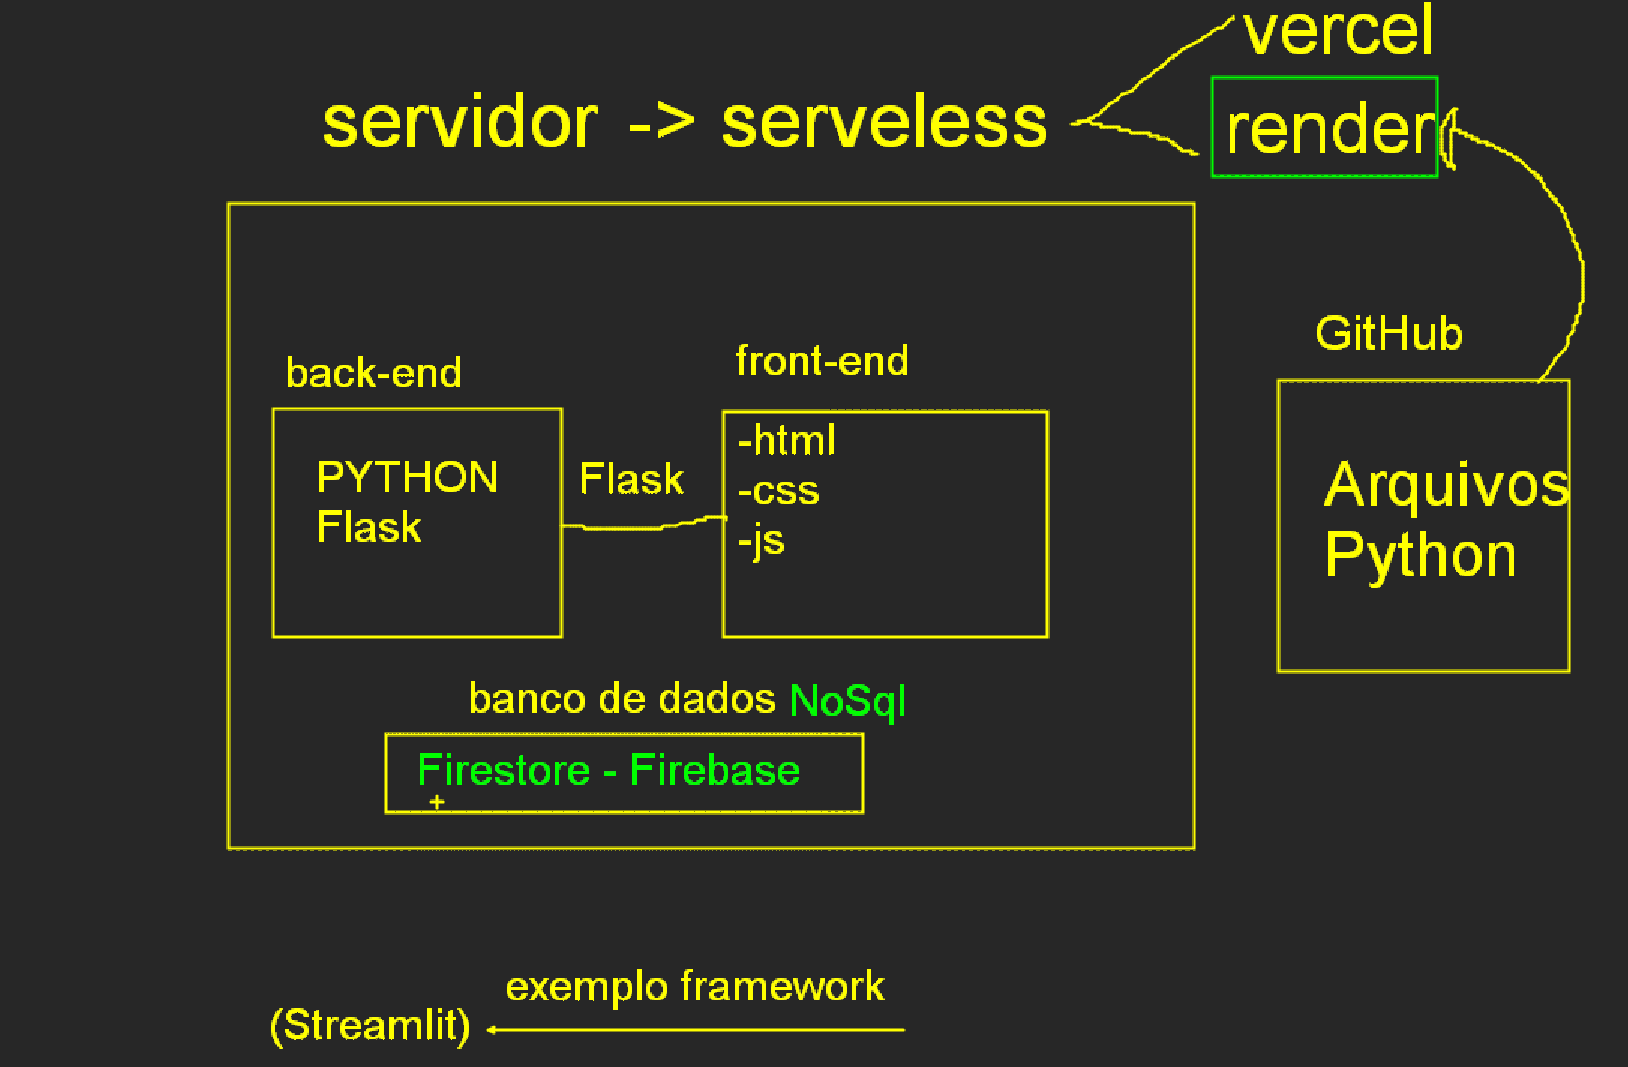 vercel
servidor -> serveless
render
back-end
front-end
PYTHON
Flask
Flask
-html
-css
-js
GitHub
Arquivos
Python
banco de dados NoSql
Firestore - Firebase
exemplo framework
(Streamlit)